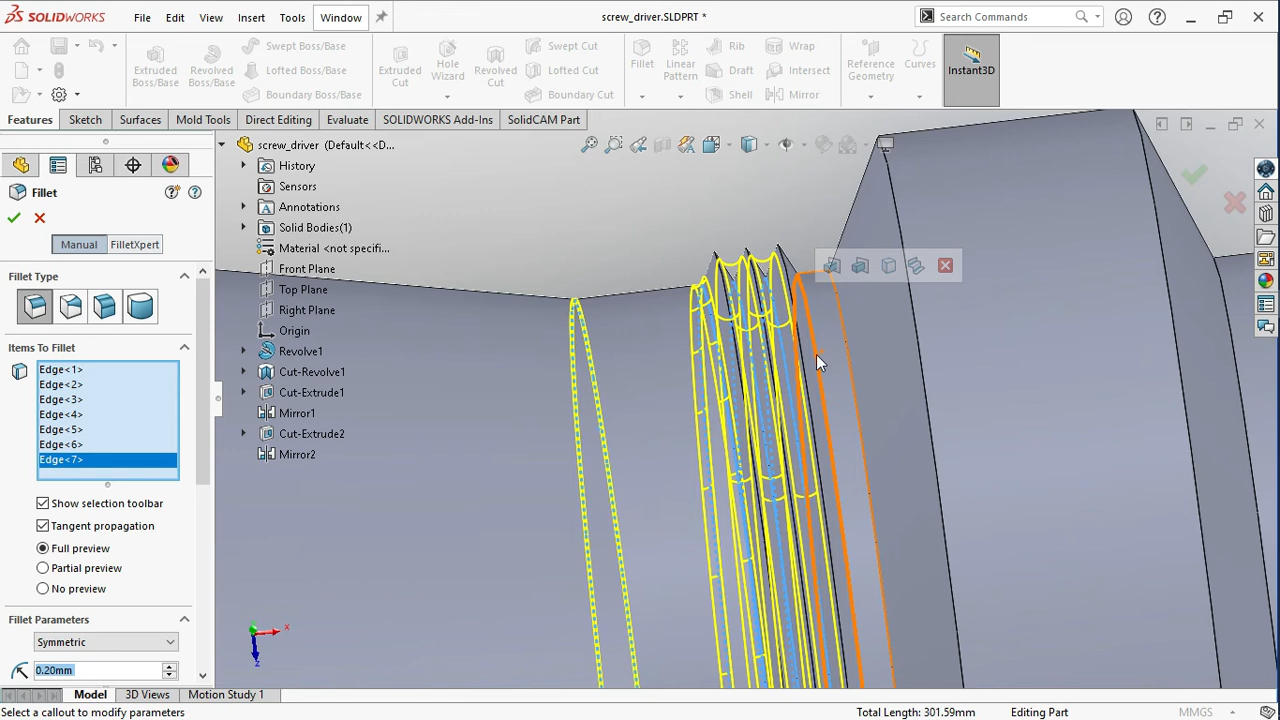 SOLIDWORKS File Edit View Insert Tools Window screw_driver.SLDPRT * Search Commands
Extruded Boss/Base
Revolved Boss/Base
Swept Boss/Base
Lofted Boss/Base
Boundary Boss/Base
Extruded Cut
Hole Wizard
Revolved Cut
Swept Cut
Lofted Cut
Boundary Cut
Fillet
Linear Pattern
Rib
Draft
Shell
Wrap
Intersect
Mirror
Reference Geometry
Curves
Instant3D
Features Sketch Surfaces Mold Tools Direct Editing Evaluate SOLIDWORKS Add-Ins SolidCAM Part
Fillet
Manual FilletXpert
Fillet Type
Items To Fillet
Edge<1>
Edge<2>
Edge<3>
Edge<4>
Edge<5>
Edge<6>
Edge<7>
Show selection toolbar
Tangent propagation
Full preview
Partial preview
No preview
Fillet Parameters
Symmetric
0.20mm
screw_driver (Default<<D...
History
Sensors
Annotations
Solid Bodies(1)
Material <not specifi...
Front Plane
Top Plane
Right Plane
Origin
Revolve1
Cut-Revolve1
Cut-Extrude1
Mirror1
Cut-Extrude2
Mirror2
x
z
Model 3D Views Motion Study 1
Select a callout to modify parameters Total Length: 301.59mm Editing Part MMGS